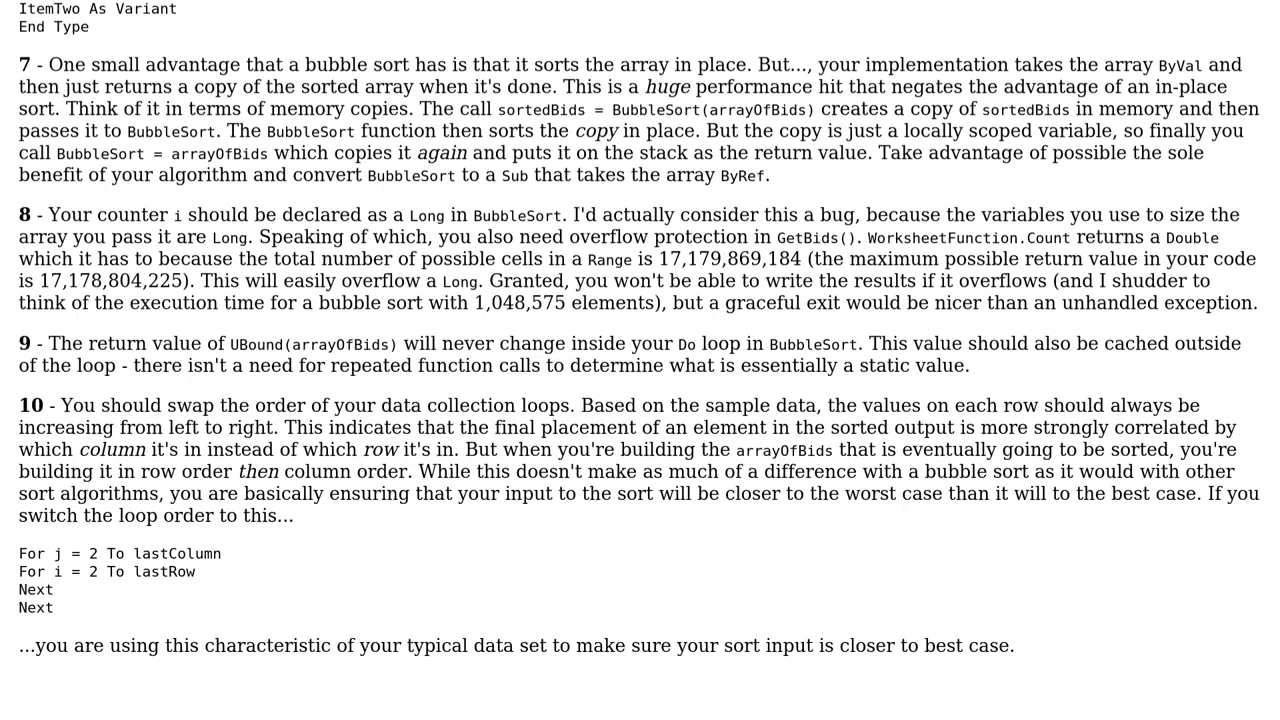 ItemTwo As Variant
End Type
7 - One small advantage that a bubble sort has is that it sorts the array in place. But..., your implementation takes the array ByVal and
then just returns a copy of the sorted array when it's done. This is a huge performance hit that negates the advantage of an in-place
sort. Think of it in terms of memory copies. The call sortedBids = BubbleSort(arrayOfBids) creates a copy of sortedBids in memory and then
passes it to BubbleSort. The BubbleSort function then sorts the copy in place. But the copy is just a locally scoped variable, so finally you
call BubbleSort = arrayOfBids which copies it again and puts it on the stack as the return value. Take advantage of possible the sole
benefit of your algorithm and convert BubbleSort to a Sub that takes the array ByRef.
8 - Your counter i should be declared as a Long in BubbleSort. I'd actually consider this a bug, because the variables you use to size the
array you pass it are Long. Speaking of which, you also need overflow protection in GetBids(). WorksheetFunction.Count returns a Double
which it has to because the total number of possible cells in a Range is 17,179,869,184 (the maximum possible return value in your code
is 17,178,804,225). This will easily overflow a Long. Granted, you won't be able to write the results if it overflows (and I shudder to
think of the execution time for a bubble sort with 1,048,575 elements), but a graceful exit would be nicer than an unhandled exception.
9 - The return value of UBound(arrayOfBids) will never change inside your Do loop in BubbleSort. This value should also be cached outside
of the loop - there isn't a need for repeated function calls to determine what is essentially a static value.
10 - You should swap the order of your data collection loops. Based on the sample data, the values on each row should always be
increasing from left to right. This indicates that the final placement of an element in the sorted output is more strongly correlated by
which column it's in instead of which row it's in. But when you're building the arrayOfBids that is eventually going to be sorted, you're
building it in row order then column order. While this doesn't make as much of a difference with a bubble sort as it would with other
sort algorithms, you are basically ensuring that your input to the sort will be closer to the worst case than it will to the best case. If you
switch the loop order to this...
For j = 2 To lastColumn
For i = 2 To lastRow
Next
Next
...you are using this characteristic of your typical data set to make sure your sort input is closer to best case.